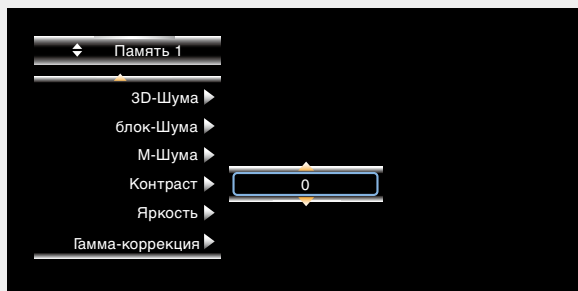 Память 1
3D-Шума
блок-Шума
М-Шума
Контраст
0
Яркость
Гамма-коррекция